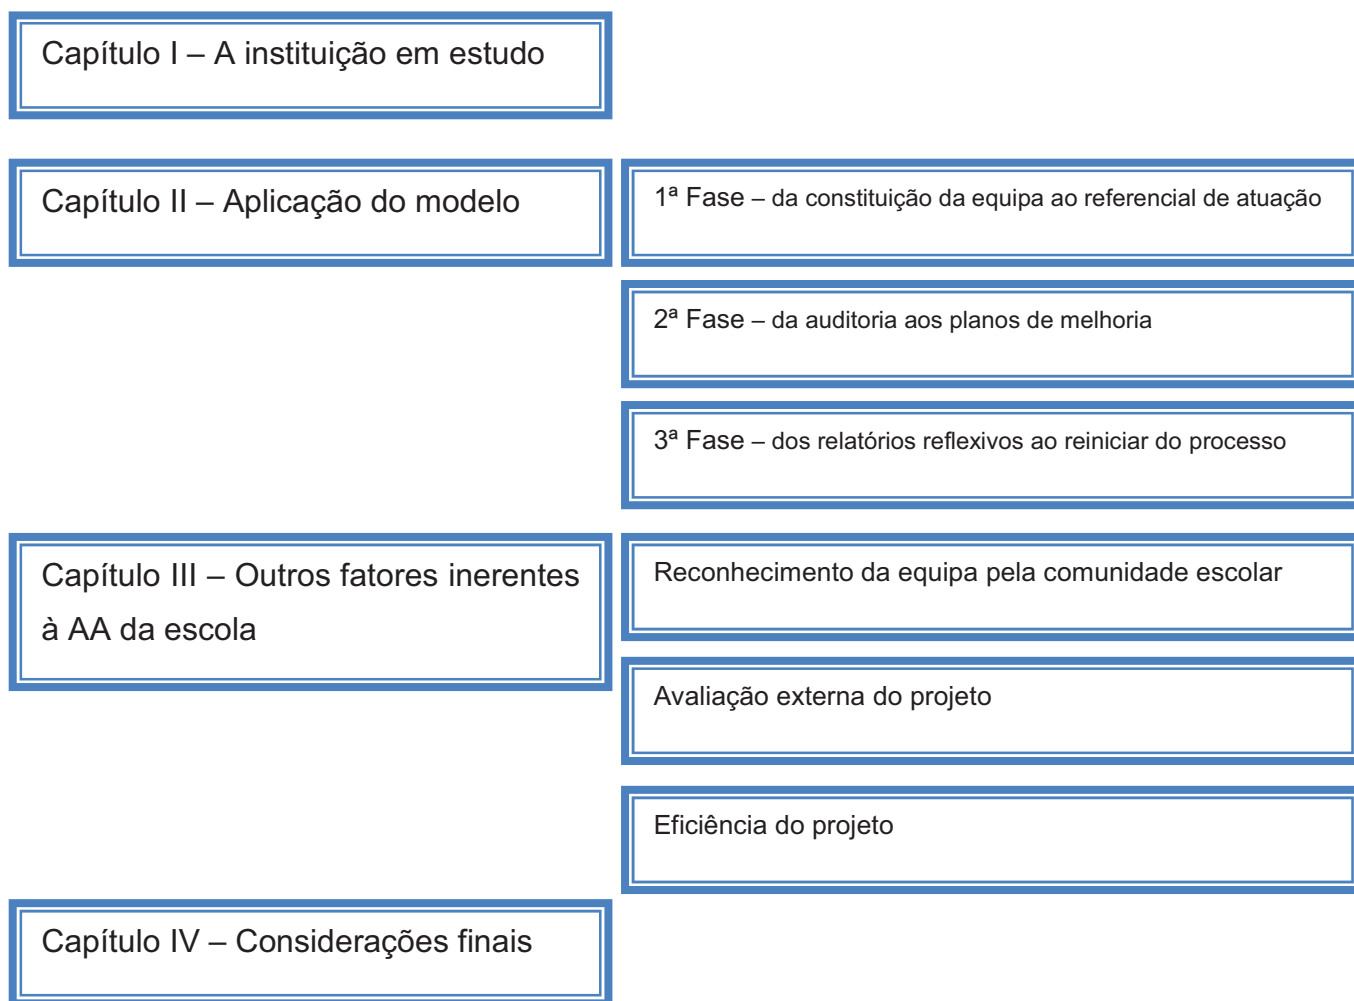 Capítulo I – A instituição em estudo
Capítulo II – Aplicação do modelo
1ª Fase – da constituição da equipa ao referencial de atuação
2ª Fase – da auditoria aos planos de melhoria
3ª Fase – dos relatórios reflexivos ao reiniciar do processo
Capítulo III – Outros fatores inerentes
à AA da escola
Reconhecimento da equipa pela comunidade escolar
Avaliação externa do projeto
Eficiência do projeto
Capítulo IV – Considerações finais